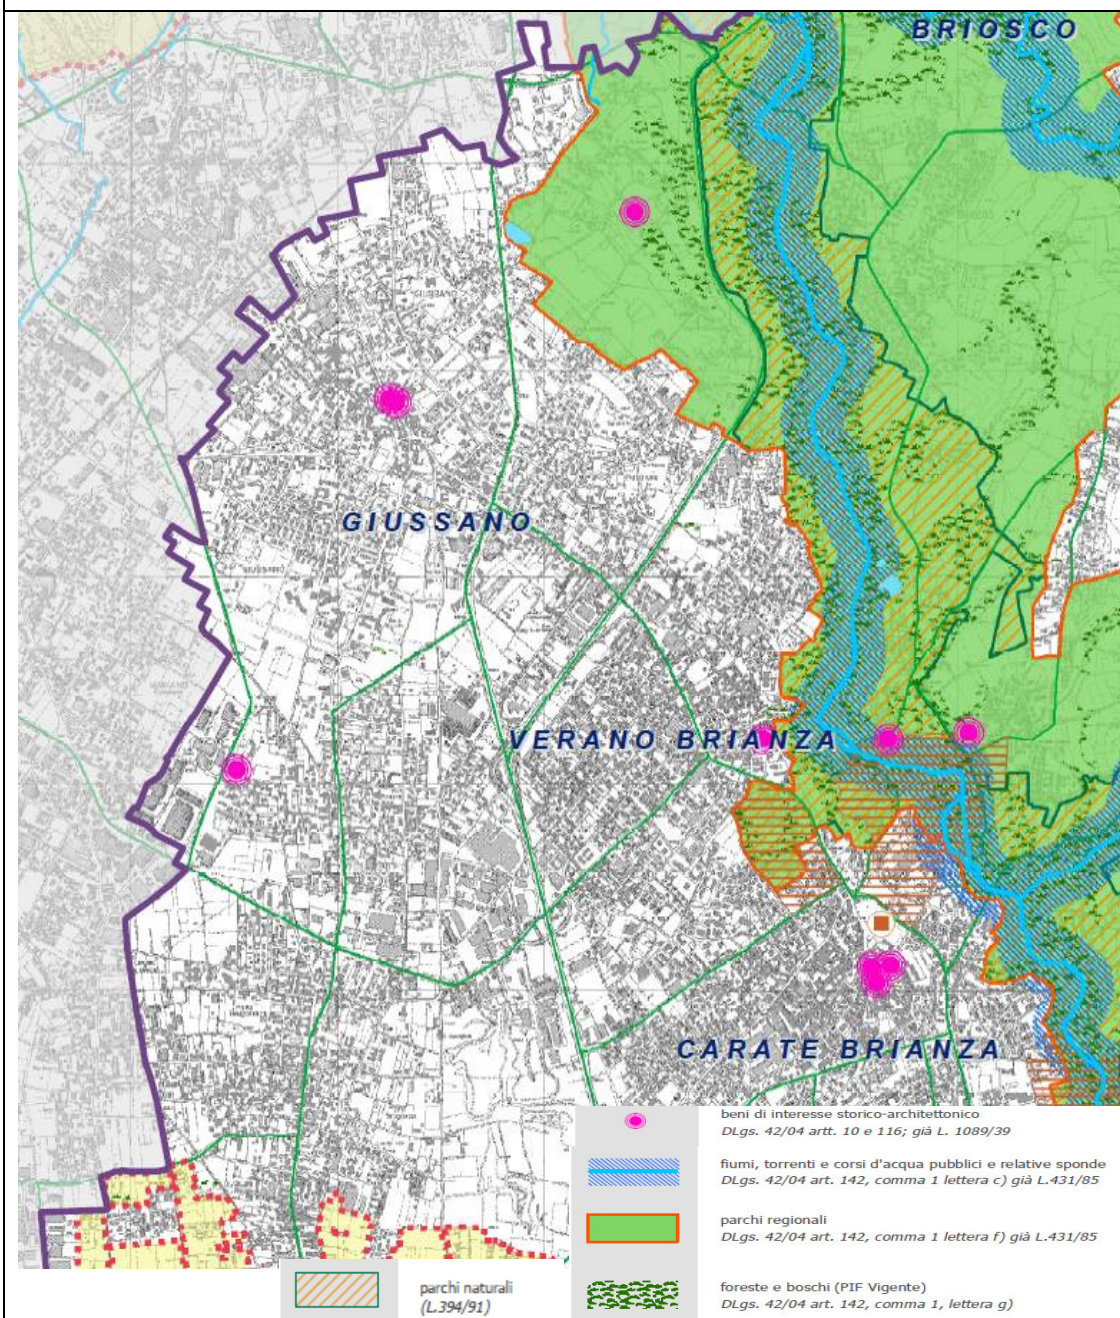 BRIOSCO
GIUSSANO
GIUSSANO
VERANO BRIANZA
CARATE BRIANZA
beni di interesse storico-architettonico
DLgs. 42/04 artt. 10 e 116; già L. 1089/39
fiumi, torrenti e corsi d'acqua pubblici e relative sponde
DLgs. 42/04 art. 142, comma 1 lettera c) già L.431/85
parchi regionali
DLgs. 42/04 art. 142, comma 1 lettera f) già L.431/85
parchi naturali
(L.394/91)
foreste e boschi (PIF Vigente)
DLgs. 42/04 art. 142, comma 1, lettera g)